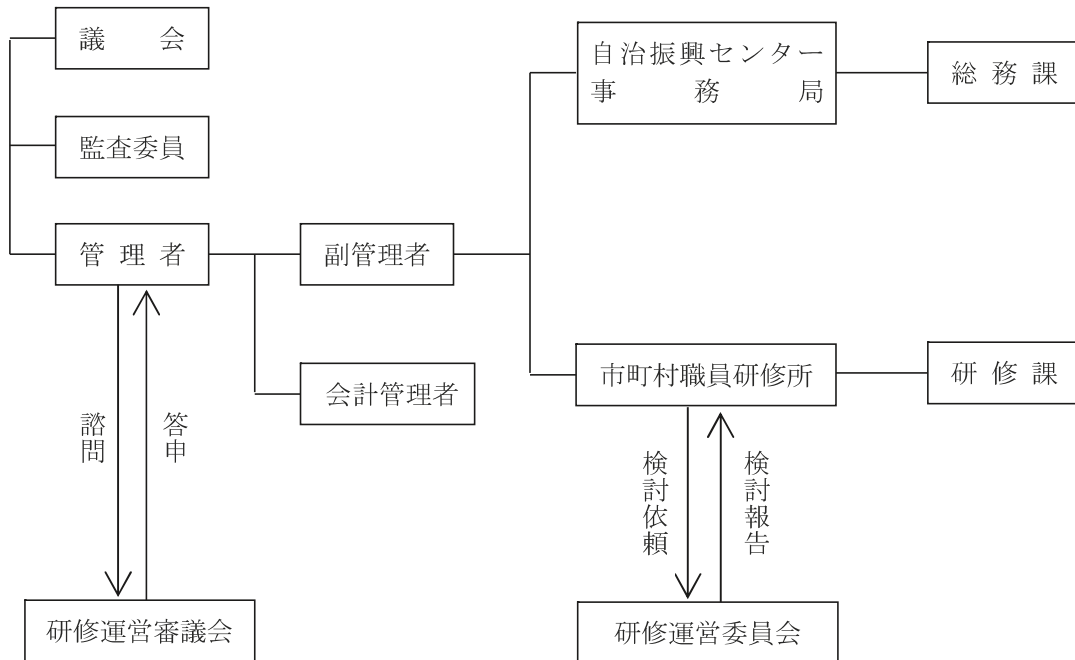 議会
監査委員
管理者
副管理者
会計管理者
自治振興センター
事務局
総務課
市町村職員研修所
研修課
諮問
答申
検討依頼
検討報告
研修運営審議会
研修運営委員会